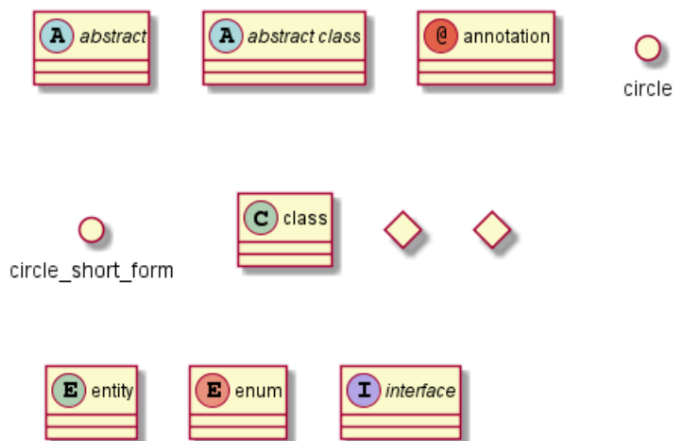 A abstract
A abstract class
@ annotation
circle
circle_short_form
C class
E entity
E enum
I interface